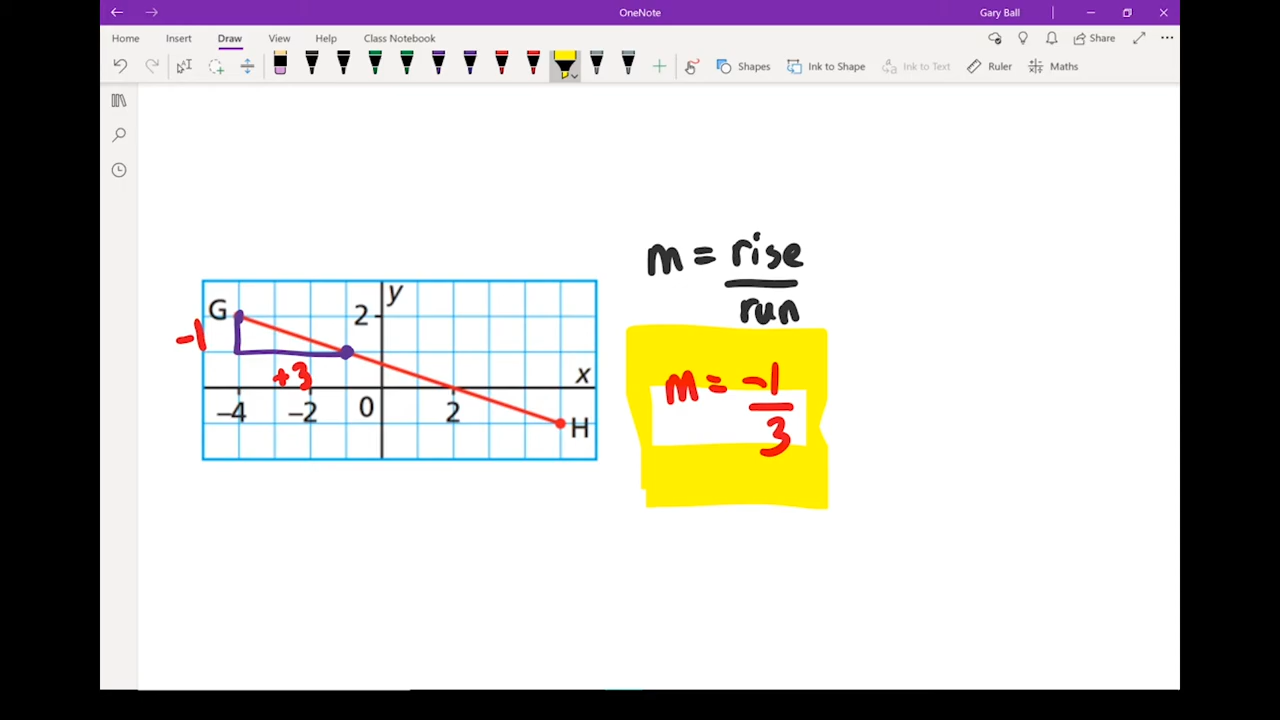 OneNote
Gary Ball
Home Insert Draw View Help Class Notebook
Share
Shapes Ink to Shape Ink to Text Ruler Maths
m = rise
run
G
y
2
-1
+3
x
–4 –2 0 2
H
m = -1
3